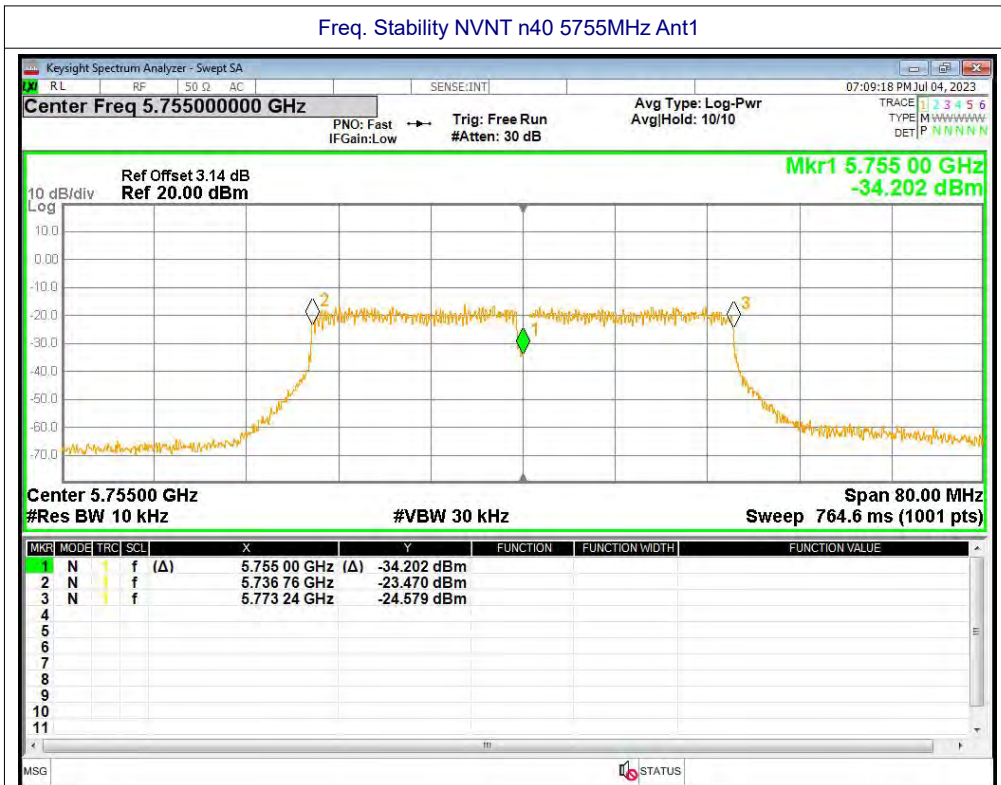 Freq. Stability NVNT n40 5755MHz Ant1
Keysight Spectrum Analyzer - Swept SA
LXI RL RF 50 Ω AC SENSE:INT 07:09:18 PM Jul 04, 2023
Center Freq 5.755000000 GHz
PNO: Fast
IFGain:Low
Trig: Free Run
#Atten: 30 dB
Avg Type: Log-Pwr
Avg|Hold: 10/10
TRACE 1 2 3 4 5 6
TYPE M WWWWW
DET P N N N N N
Mkr1 5.755 00 GHz
-34.202 dBm
Ref Offset 3.14 dB
10 dB/div Ref 20.00 dBm
Log
10.0
0.00
-10.0
-20.0
-30.0
-40.0
-50.0
-60.0
-70.0
2
1
3
Center 5.75500 GHz Span 80.00 MHz
#Res BW 10 kHz #VBW 30 kHz Sweep 764.6 ms (1001 pts)
MKR MODE TRC SCL X Y FUNCTION FUNCTION WIDTH FUNCTION VALUE
1 N 1 f (Δ) 5.755 00 GHz (Δ) -34.202 dBm
2 N 1 f 5.736 76 GHz -23.470 dBm
3 N 1 f 5.773 24 GHz -24.579 dBm
4
5
6
7
8
9
10
11
MSG STATUS